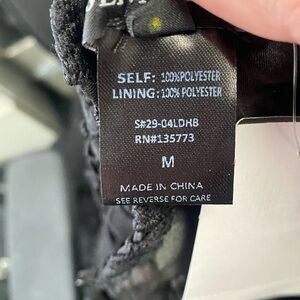 SELF: 100%POLYESTER
LINING: 100% POLYESTER
S#29-04LDHB
RN#135773
M
MADE IN CHINA
SEE REVERSE FOR CARE